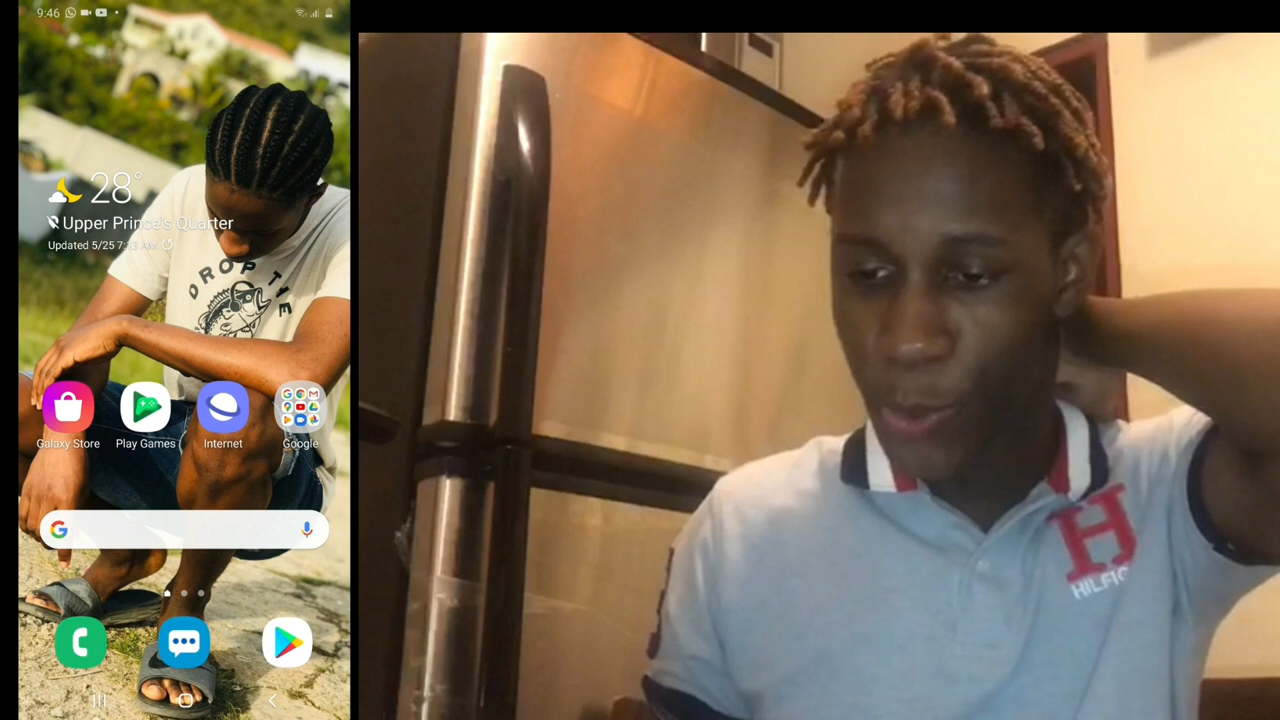 9:46
28°
Upper Prince's Quarter
Updated 5/25 7:13 AM
DROP THE
Galaxy Store
Play Games
Internet
Google
H
HILFIG